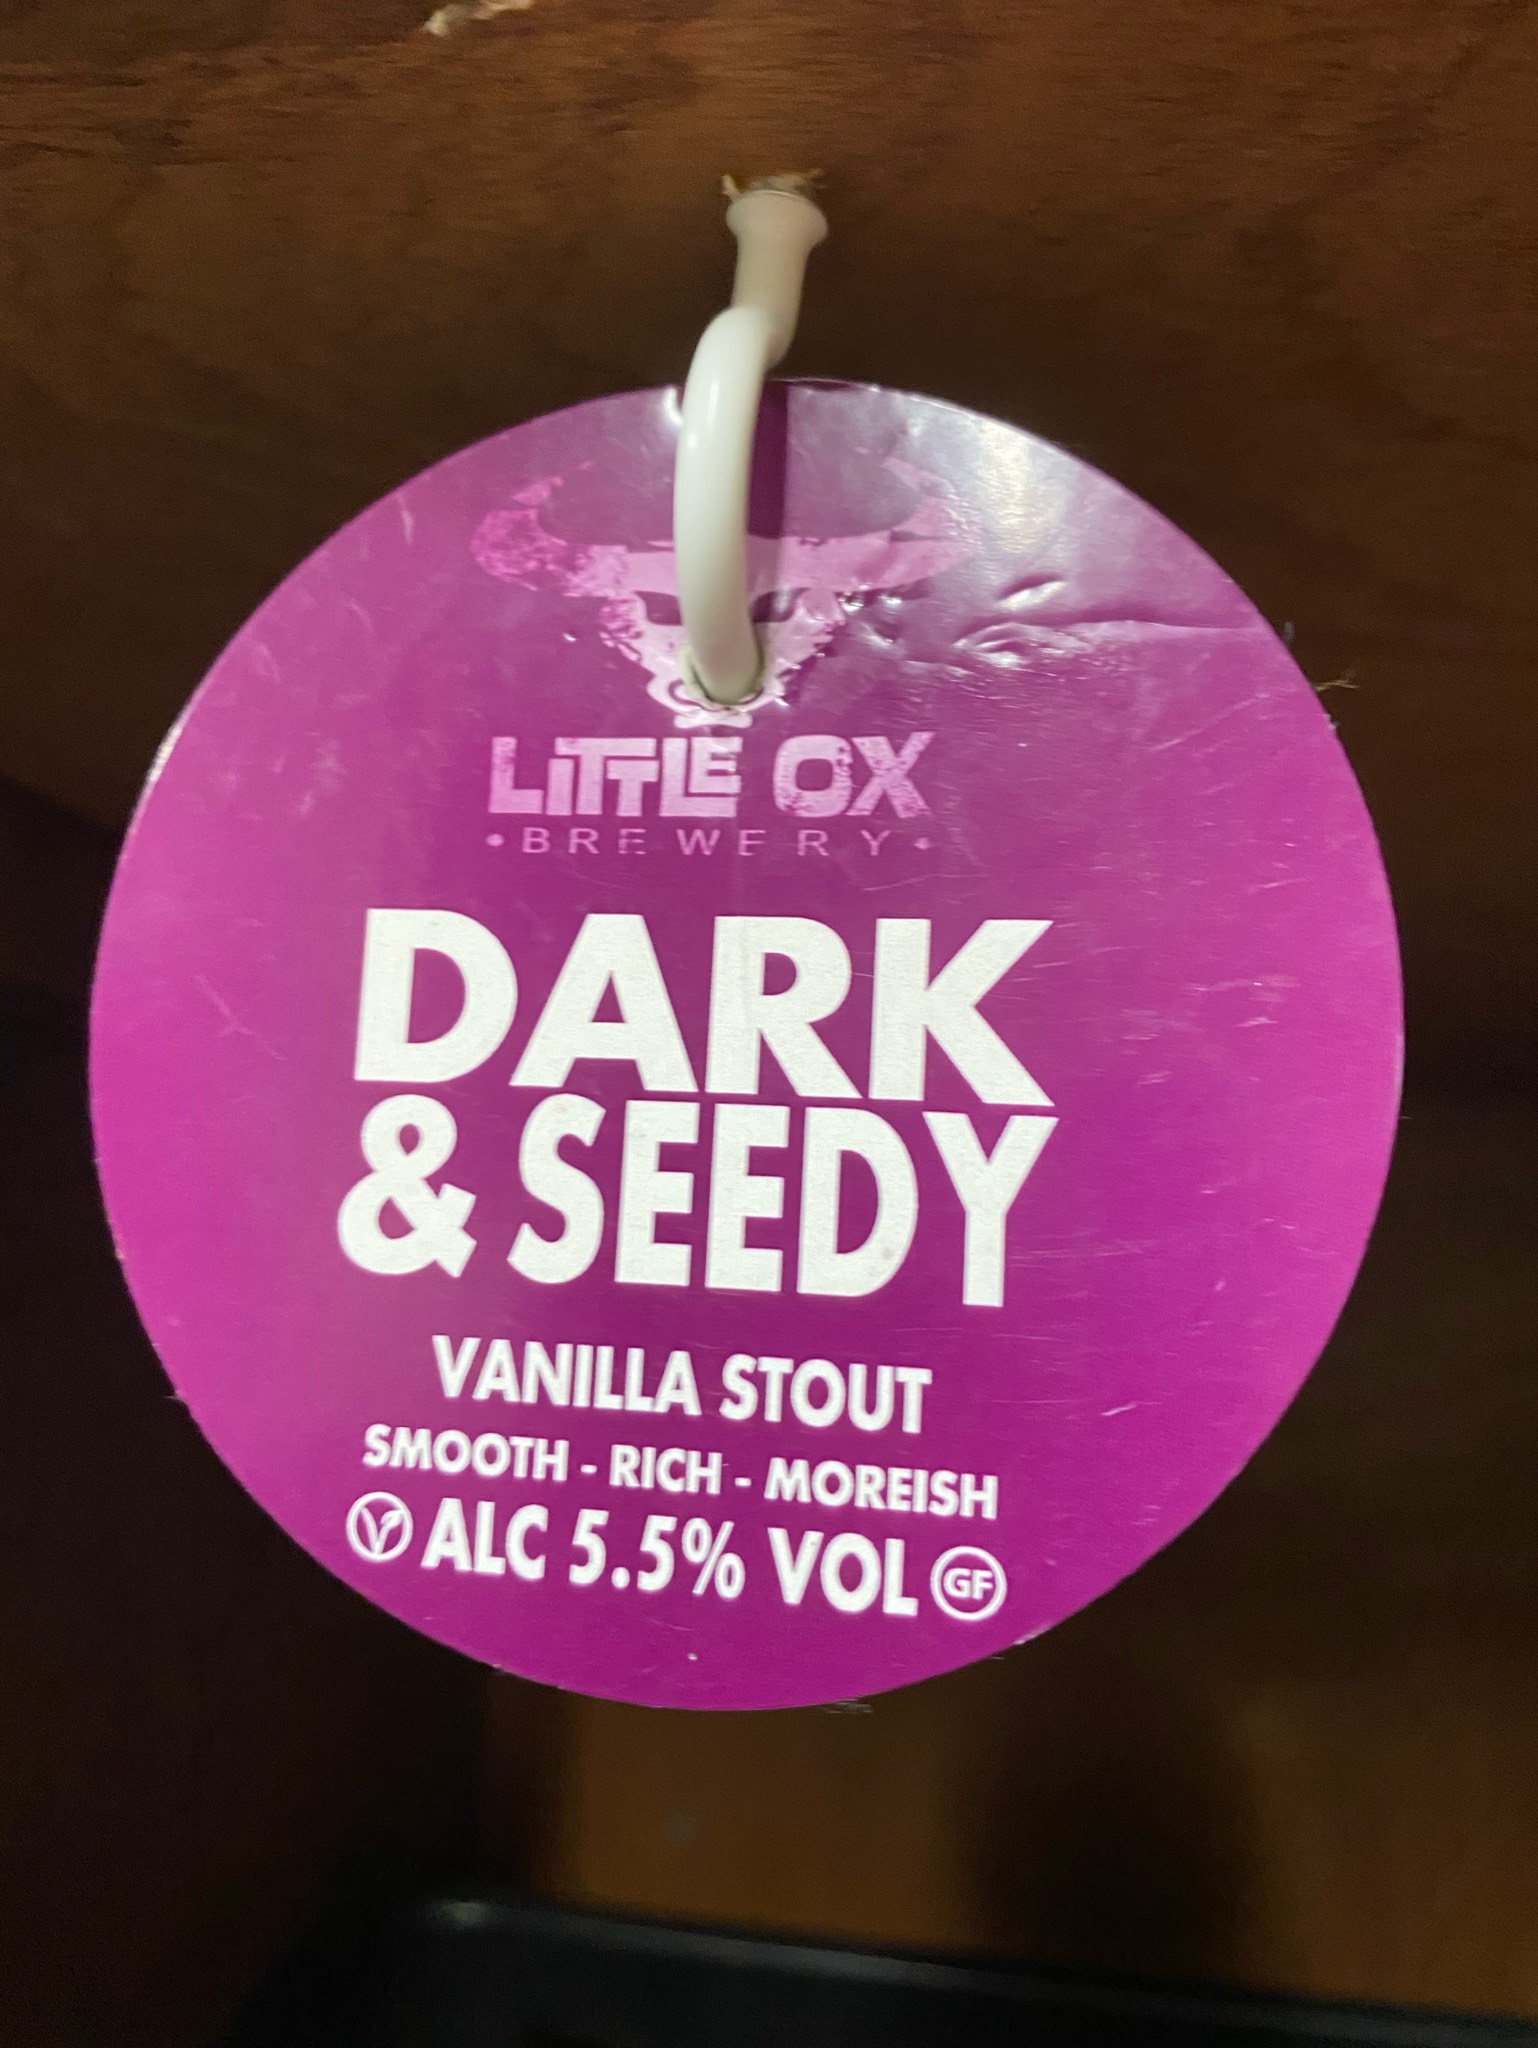 LITTLE OX
• BREWERY •
DARK
& SEEDY
VANILLA STOUT
SMOOTH - RICH - MOREISH
V ALC 5.5% VOL GF